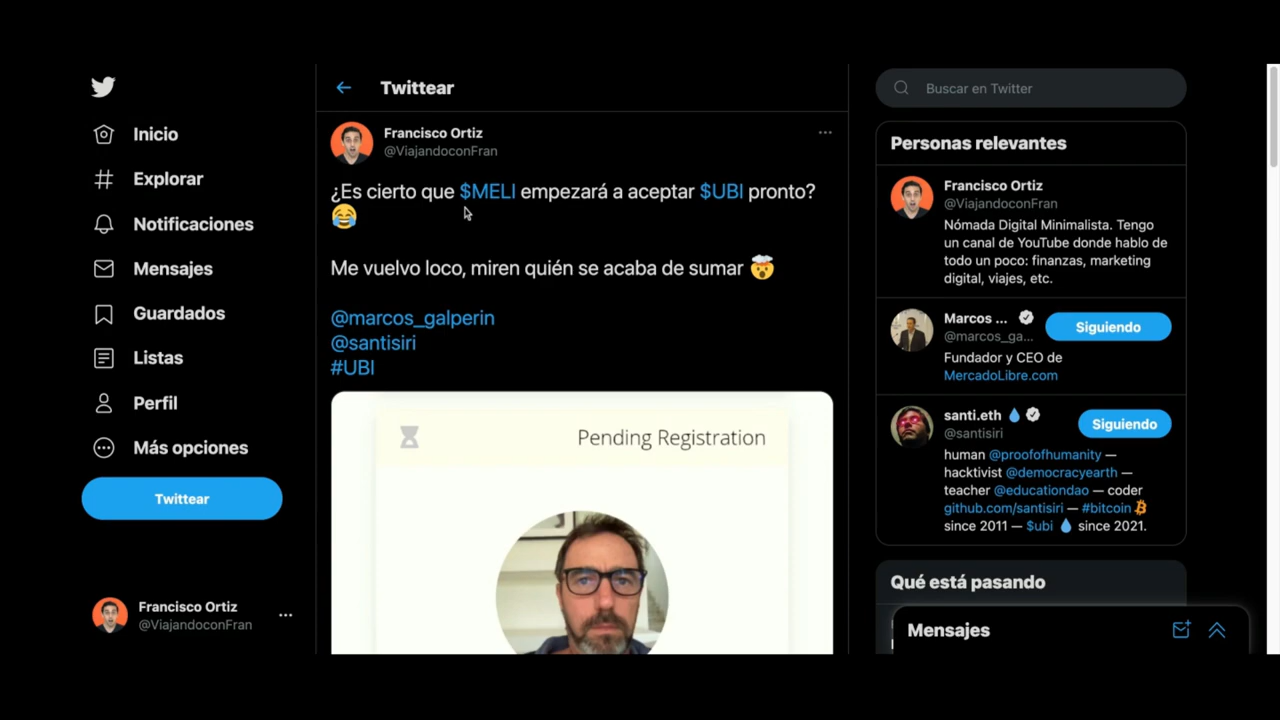 Inicio
Explorar
Notificaciones
Mensajes
Guardados
Listas
Perfil
Más opciones
Twittear
Francisco Ortiz
@ViajandoconFran
Twittear
Francisco Ortiz
@ViajandoconFran
¿Es cierto que $MELI empezará a aceptar $UBI pronto?
😂
Me vuelvo loco, miren quién se acaba de sumar 🤯
@marcos_galperin
@santisiri
#UBI
Pending Registration
Buscar en Twitter
Personas relevantes
Francisco Ortiz
@ViajandoconFran
Nómada Digital Minimalista. Tengo
un canal de YouTube donde hablo de
todo un poco: finanzas, marketing
digital, viajes, etc.
Marcos ...
@marcos_ga...
Siguiendo
Fundador y CEO de
MercadoLibre.com
santi.eth 💧
@santisiri
Siguiendo
human @proofofhumanity —
hacktivist @democracyearth —
teacher @educationdao — coder
github.com/santisiri — #bitcoin
since 2011 — $ubi 💧 since 2021.
Qué está pasando
Mensajes